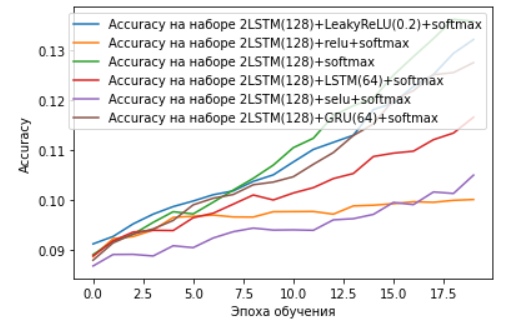 Accuracy на наборе 2LSTM(128)+LeakyReLU(0.2)+softmax
Accuracy на наборе 2LSTM(128)+relu+softmax
Accuracy на наборе 2LSTM(128)+softmax
Accuracy на наборе 2LSTM(128)+LSTM(64)+softmax
Accuracy на наборе 2LSTM(128)+selu+softmax
Accuracy на наборе 2LSTM(128)+GRU(64)+softmax
Accuracy
0.13
0.12
0.11
0.10
0.09
0.0 2.5 5.0 7.5 10.0 12.5 15.0 17.5
Эпоха обучения